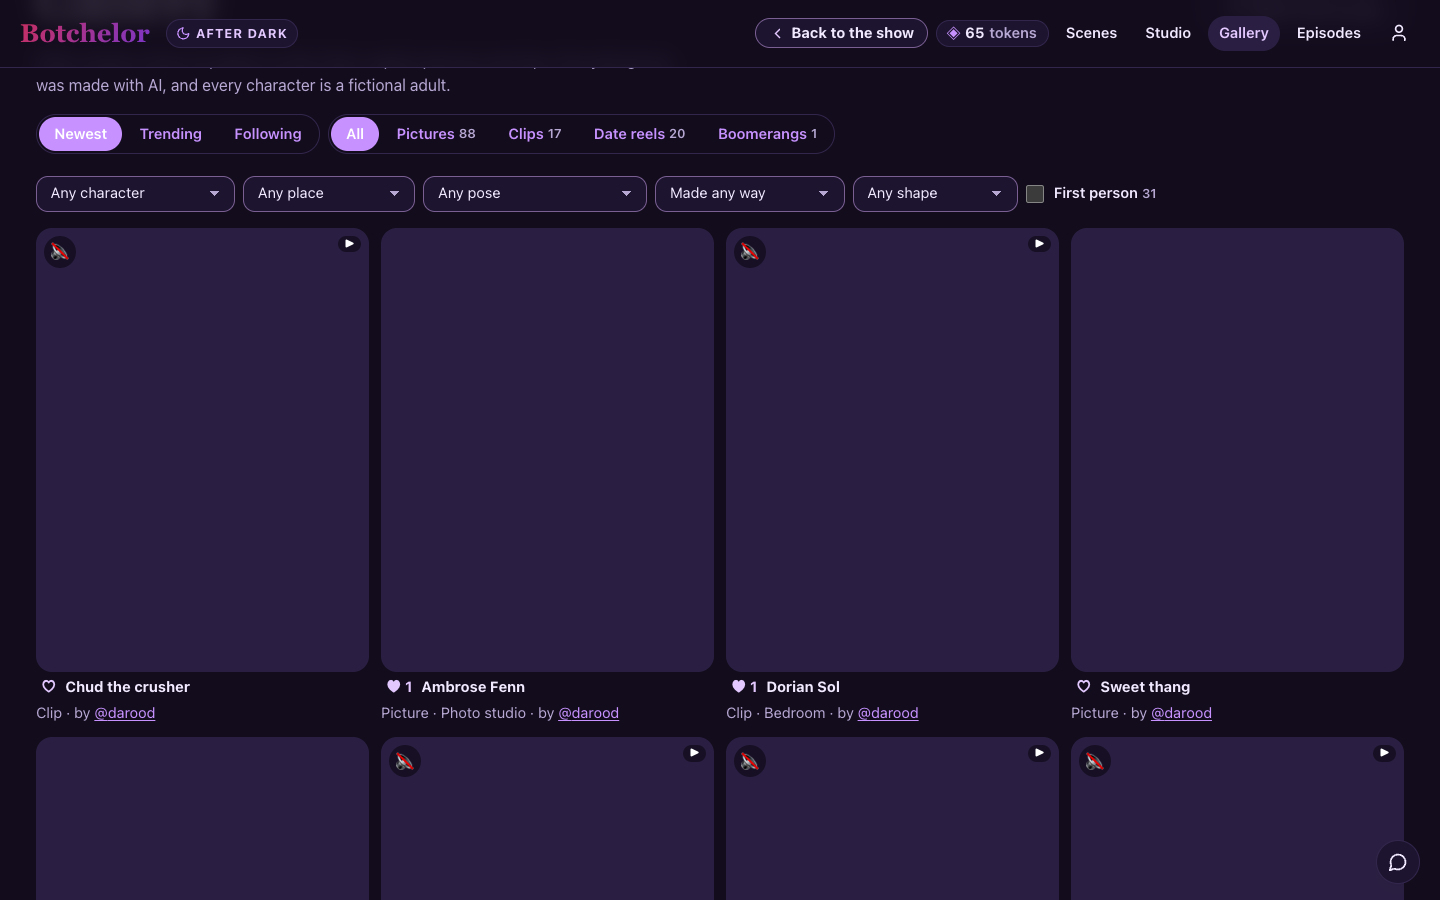 Botchelor
AFTER DARK
Back to the show
65 tokens
Scenes
Studio
Gallery
Episodes
was made with AI, and every character is a fictional adult.
Newest
Trending
Following
All
Pictures 88
Clips 17
Date reels 20
Boomerangs 1
Any character
Any place
Any pose
Made any way
Any shape
First person 31
Chud the crusher
Clip · by @darood
1 Ambrose Fenn
Picture · Photo studio · by @darood
1 Dorian Sol
Clip · Bedroom · by @darood
Sweet thang
Picture · by @darood